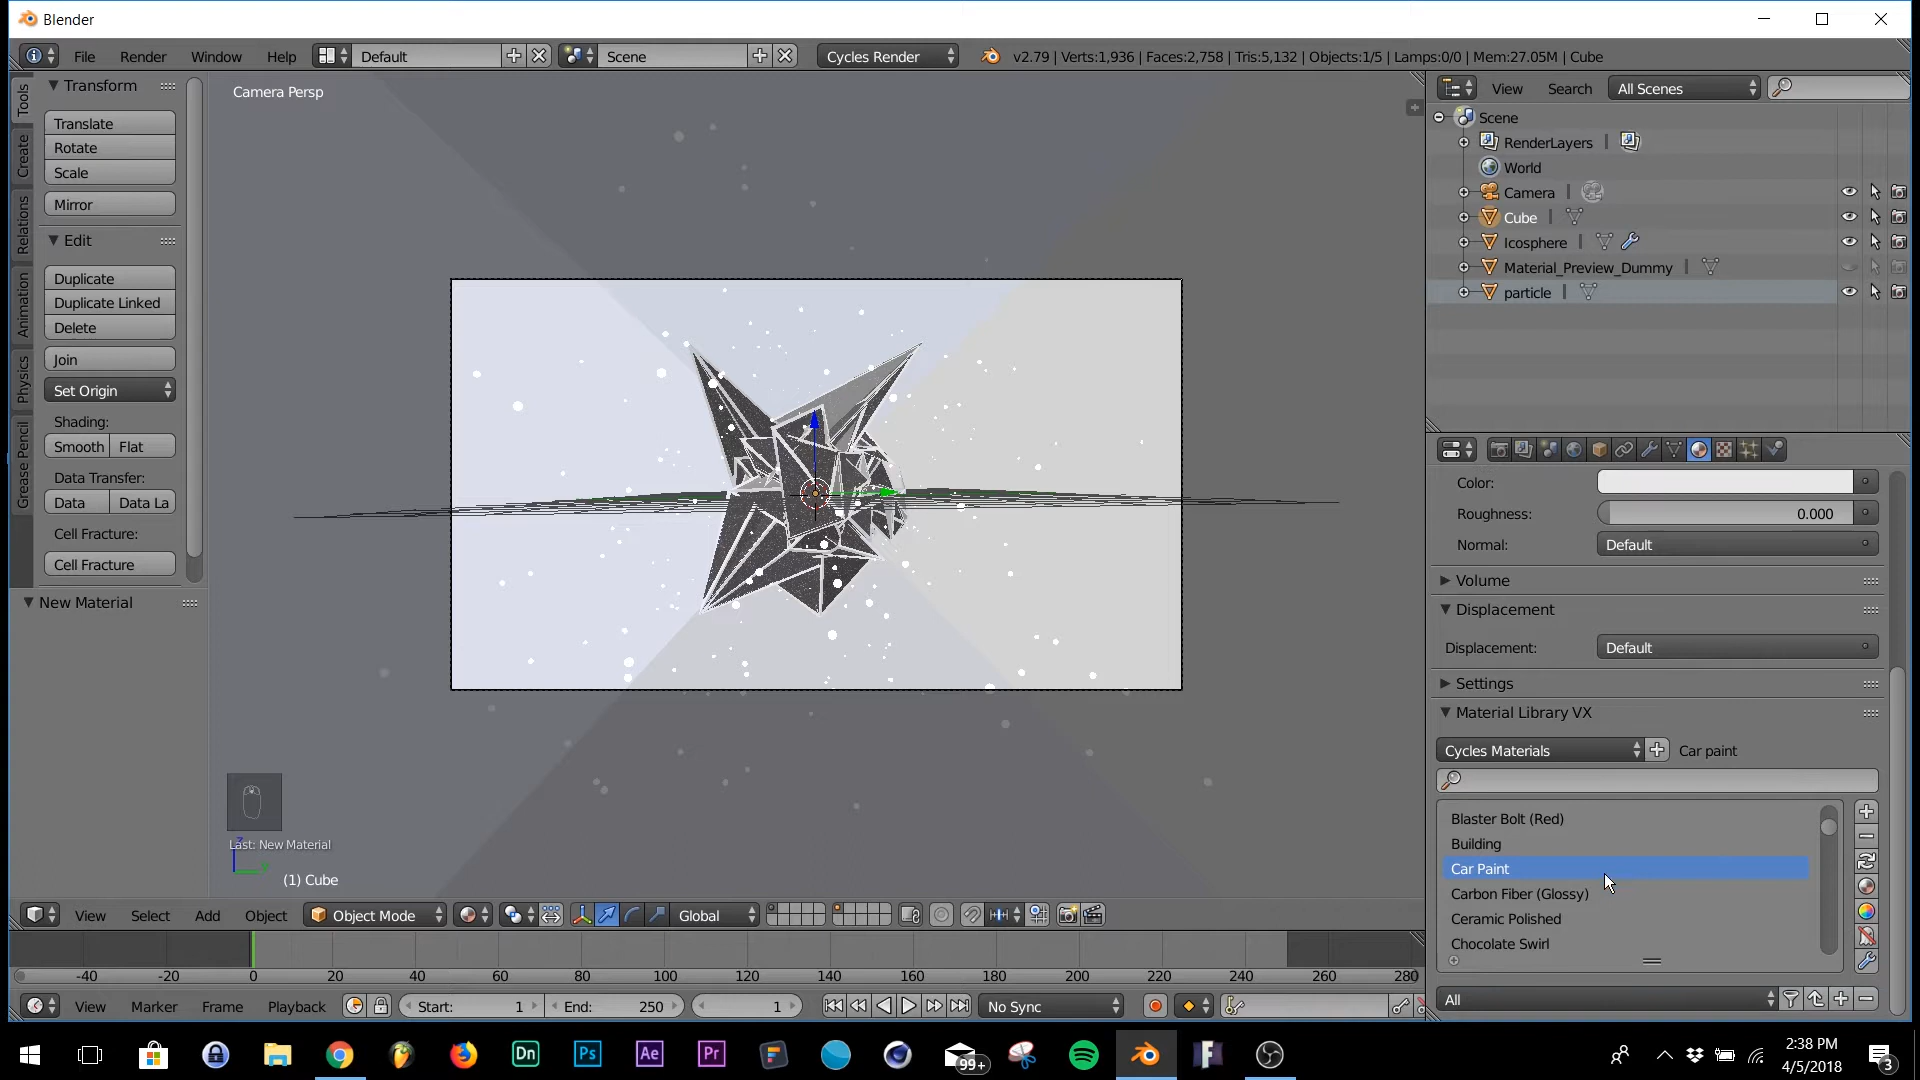 Blender
File Render Window Help Default Scene Cycles Render v2.79 | Verts:1,936 | Faces:2,758 | Tris:5,132 | Objects:1/5 | Lamps:0/0 | Mem:27.05M | Cube
Tools
Create
Relations
Animation
Physics
Grease Pencil
Transform
Translate
Rotate
Scale
Mirror
Edit
Duplicate
Duplicate Linked
Delete
Join
Set Origin
Shading:
Smooth Flat
Data Transfer:
Data Data La
Cell Fracture:
Cell Fracture
New Material
Camera Persp
Last: New Material
(1) Cube
View Select Add Object Object Mode Global
-40 -20 0 20 40 60 80 100 120 140 160 180 200 220 240 260 280
View Marker Frame Playback Start: 1 End: 250 1 No Sync
View Search All Scenes
Scene
RenderLayers
World
Camera
Cube
Icosphere
Material_Preview_Dummy
particle
Color:
Roughness: 0.000
Normal: Default
Volume
Displacement
Displacement: Default
Settings
Material Library VX
Cycles Materials Car paint
Blaster Bolt (Red)
Building
Car Paint
Carbon Fiber (Glossy)
Ceramic Polished
Chocolate Swirl
All
Dn Ps Ae Pr 99+
2:38 PM
4/5/2018
3